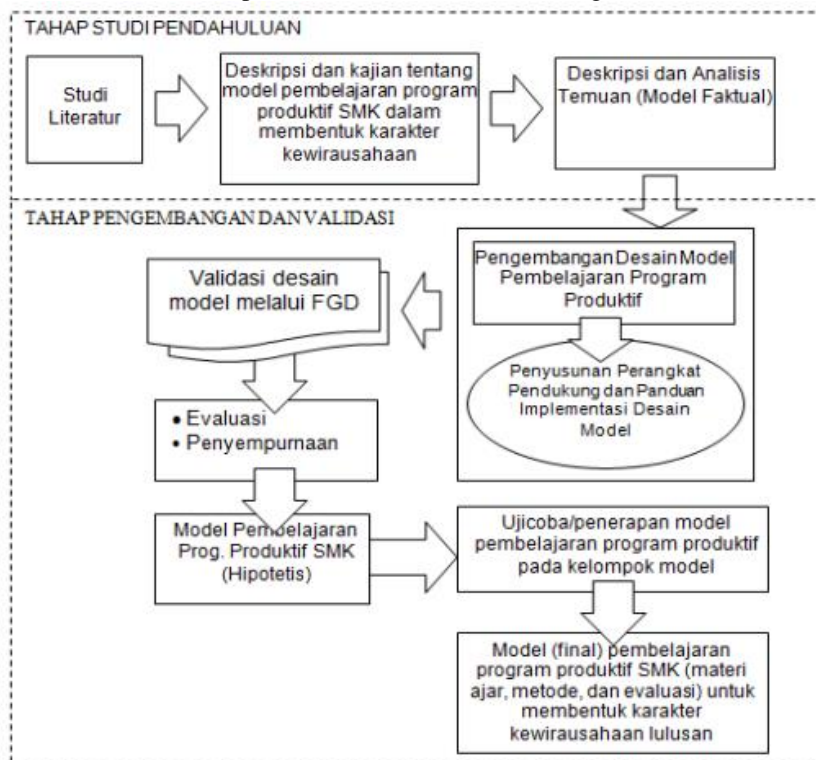 TAHAP STUDI PENDAHULUAN
Studi
Literatur
Deskripsi dan kajian tentang
model pembelajaran program
produktif SMK dalam
membentuk karakter
kewirausahaan
Deskripsi dan Analisis
Temuan (Model Faktual)
TAHAP PENGEMBANGAN DAN VALIDASI
Pengembangan Desain Model
Pembelajaran Program
Produktif
Penyusunan Perangkat
Pendukung dan Panduan
Implementasi Desain
Model
Validasi desain
model melalui FGD
• Evaluasi
• Penyempurnaan
Model Pembelajaran
Prog. Produktif SMK
(Hipotetis)
Ujicoba/penerapan model
pembelajaran program produktif
pada kelompok model
Model (final) pembelajaran
program produktif SMK (materi
ajar, metode, dan evaluasi) untuk
membentuk karakter
kewirausahaan lulusan